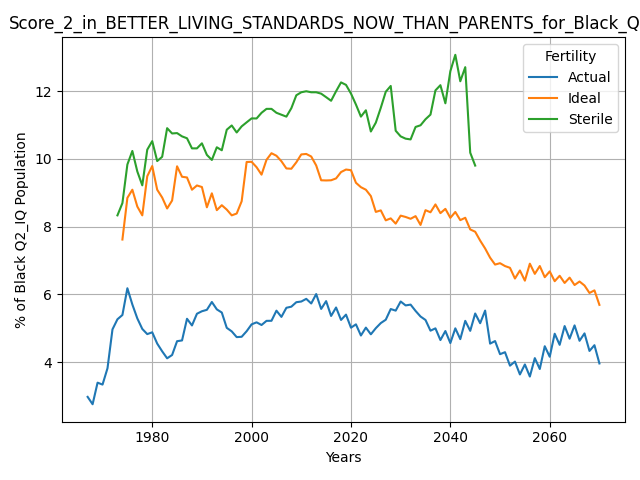 Score_2_in_BETTER_LIVING_STANDARDS_NOW_THAN_PARENTS_for_Black_Q
Fertility
Actual
Ideal
Sterile
% of Black Q2_IQ Population
12
10
8
6
4
1980 2000 2020 2040 2060
Years